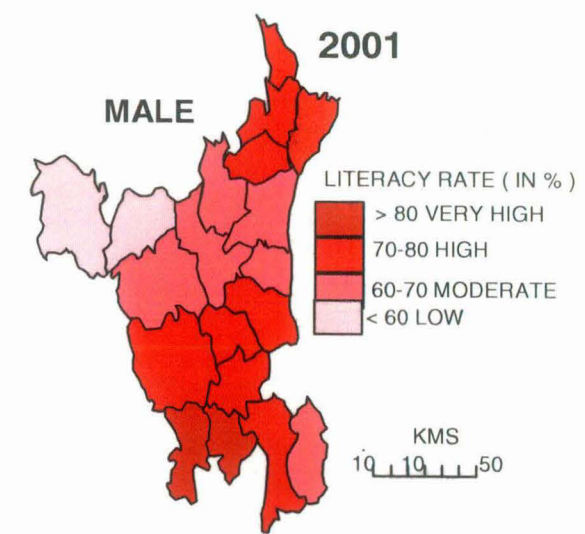 2001
MALE
LITERACY RATE ( IN % )
> 80 VERY HIGH
70-80 HIGH
60-70 MODERATE
< 60 LOW
KMS
10 10 50